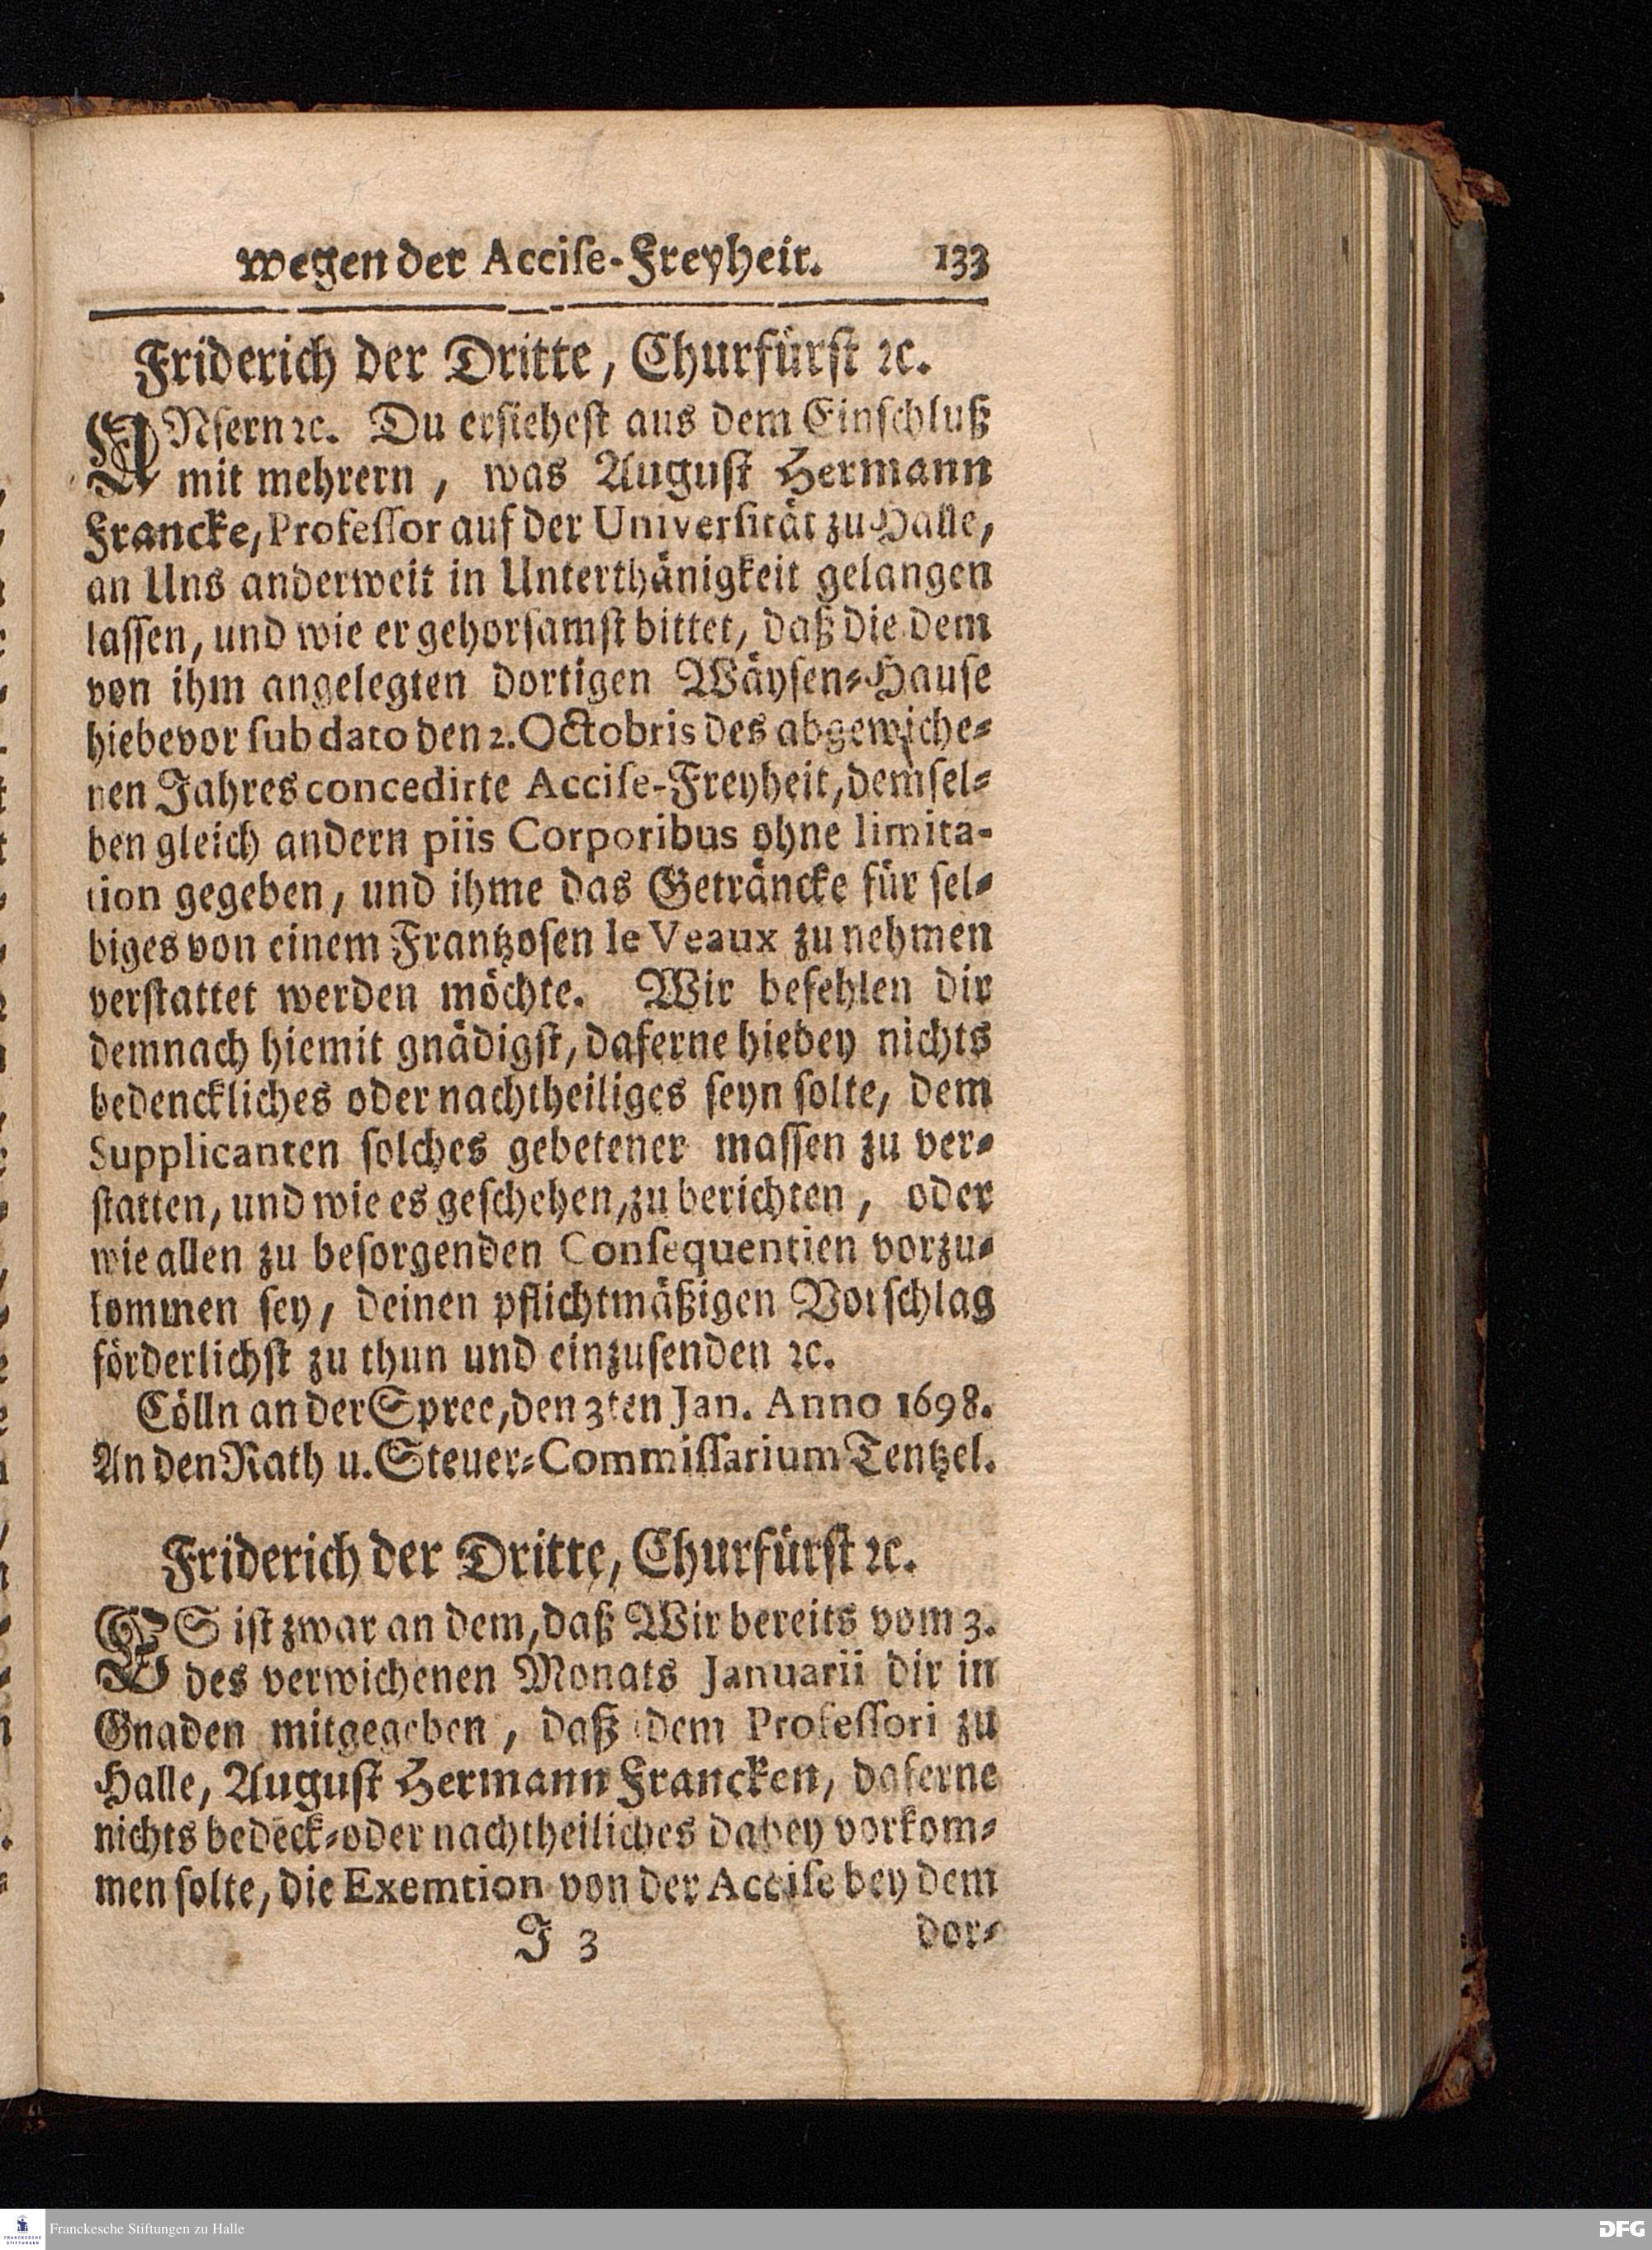 wegen der Accise-Freyheit. 133
Friderich der Dritte, Churfürst ꝛc.
UNsern ꝛc. Du ersiehest aus dem Einschluß
mit mehrern, was August Hermann
Francke, Professor auf der Universität zu Halle,
an Uns anderweit in Unterthänigkeit gelangen
lassen, und wie er gehorsamst bittet, daß die dem
von ihm angelegten dortigen Wäysen-Hause
hiebevor sub dato den 2. Octobris des abgewiche-
nen Jahres concedirte Accise-Freyheit, demsel-
ben gleich andern piis Corporibus ohne limita-
tion gegeben, und ihme das Geträncke für sel-
biges von einem Frantzosen le Veaux zu nehmen
verstattet werden möchte. Wir befehlen dir
demnach hiemit gnädigst, daferne hiebey nichts
bedenckliches oder nachtheiliges seyn solte, dem
Supplicanten solches gebetener massen zu ver-
statten, und wie es geschehen, zu berichten, oder
wie allen zu besorgenden Consequentien vorzu-
kommen sey, deinen pflichtmäßigen Vorschlag
förderlichst zu thun und einzusenden ꝛc.
Cölln an der Spree, den 3ten Jan. Anno 1698.
An den Rath u. Steuer-Commissarium Tentzel.
Friderich der Dritte, Churfürst ꝛc.
ES ist zwar an dem, daß Wir bereits vom 3.
des verwichenen Monats Januarii dir in
Gnaden mitgegeben, daß dem Professori zu
Halle, August Hermann Francken, daferne
nichts bedēck-oder nachtheiliches dabey vorkom-
men solte, die Exemtion von der Accise bey dem
J 3 dor-
Franckesche Stiftungen zu Halle
FRANCKESCHE STIFTUNGEN
DFG